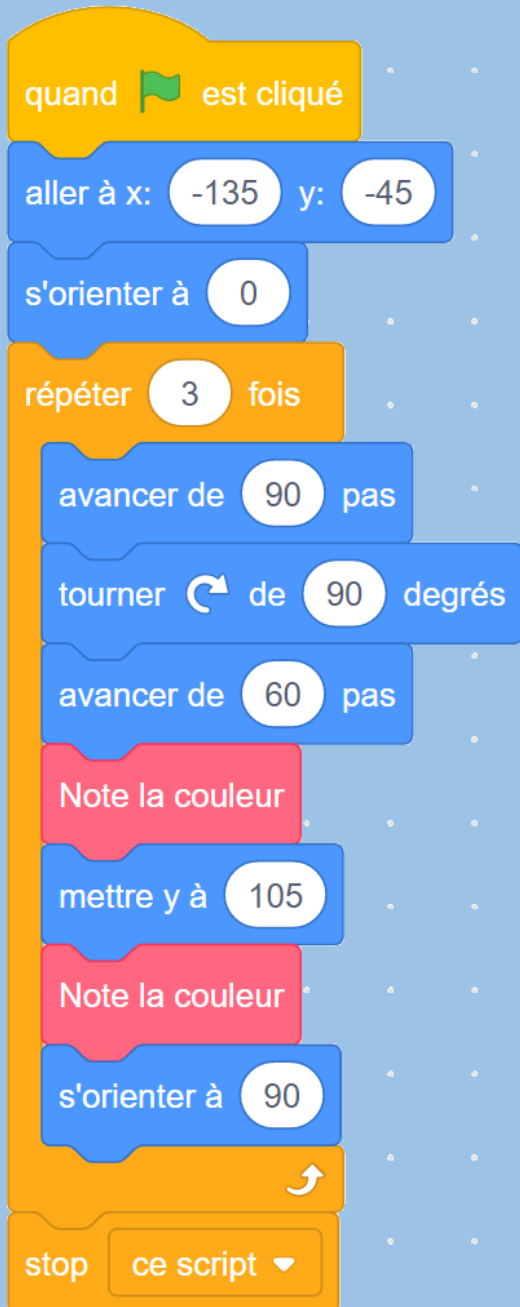 quand est cliqué
aller à x: -135 y: -45
s'orienter à 0
répéter 3 fois
avancer de 90 pas
tourner de 90 degrés
avancer de 60 pas
Note la couleur
mettre y à 105
Note la couleur
s'orienter à 90
stop ce script